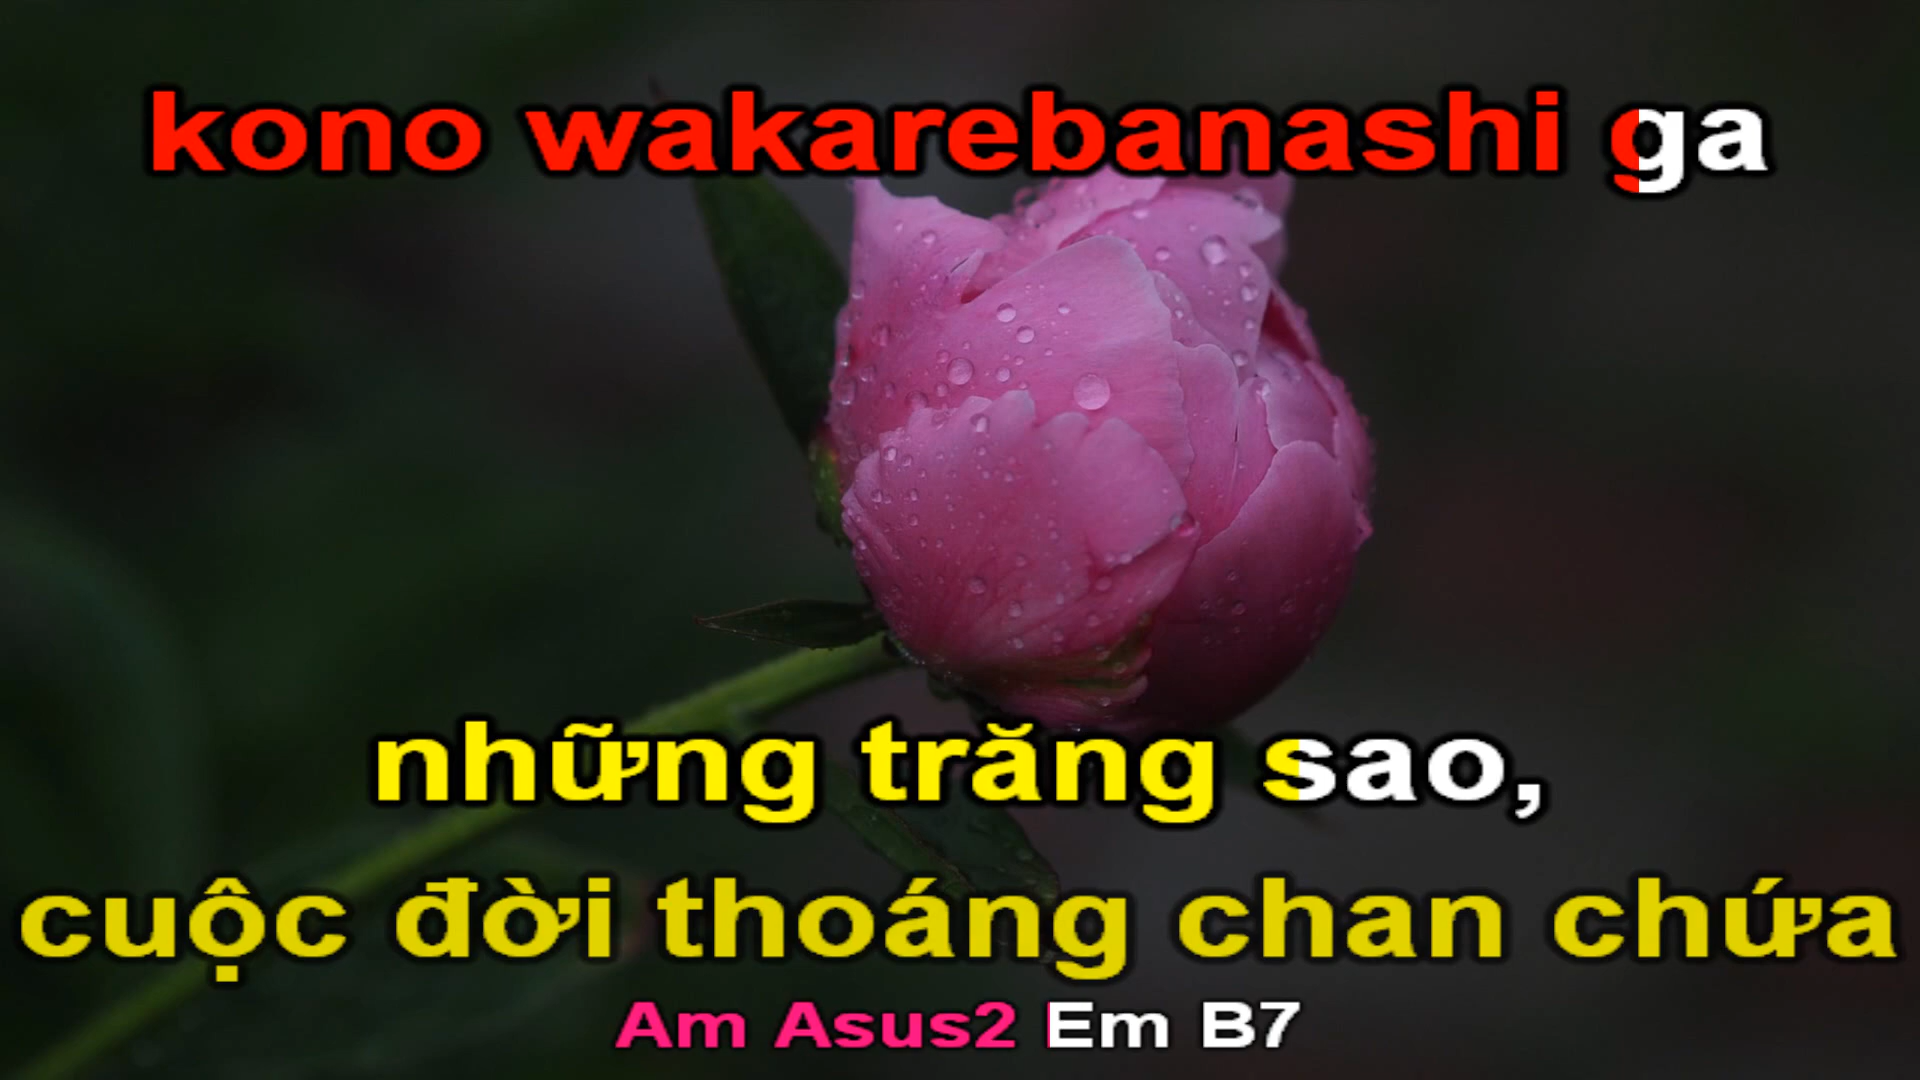 kono wakarebanashi ga
những trăng sao,
cuộc đời thoáng chan chứa
Am Asus2 Em B7